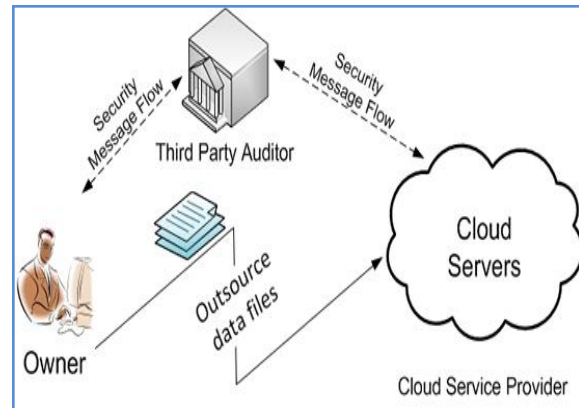 Security
Message Flow
Security
Message Flow
Third Party Auditor
Outsource
data files
Cloud
Servers
Owner
Cloud Service Provider